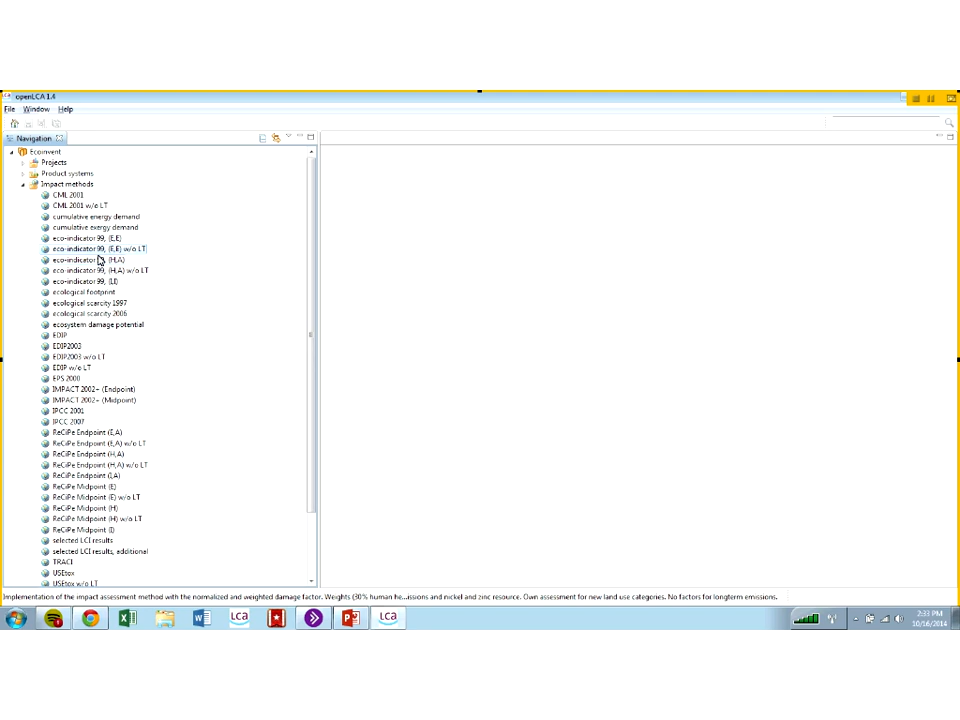 openLCA 1.4
File Window Help
Navigation
Ecoinvent
Projects
Product systems
Impact methods
CML 2001
CML 2001 w/o LT
cumulative energy demand
cumulative exergy demand
eco-indicator 99, (E,E)
eco-indicator 99, (E,E) w/o LT
eco-indicator 99, (H,A)
eco-indicator 99, (H,A) w/o LT
eco-indicator 99, (I,I)
ecological footprint
ecological scarcity 1997
ecological scarcity 2006
ecosystem damage potential
EDIP
EDIP2003
EDIP2003 w/o LT
EDIP w/o LT
EPS 2000
IMPACT 2002+ (Endpoint)
IMPACT 2002+ (Midpoint)
IPCC 2001
IPCC 2007
ReCiPe Endpoint (E,A)
ReCiPe Endpoint (E,A) w/o LT
ReCiPe Endpoint (H,A)
ReCiPe Endpoint (H,A) w/o LT
ReCiPe Endpoint (I,A)
ReCiPe Midpoint (E)
ReCiPe Midpoint (E) w/o LT
ReCiPe Midpoint (H)
ReCiPe Midpoint (H) w/o LT
ReCiPe Midpoint (I)
selected LCI results
selected LCI results, additional
TRACI
USEtox
USEtox w/o LT
Implementation of the impact assessment method with the normalized and weighted damage factor. Weights (30% human he...issions and nickel and zinc resource. Own assessment for new land use categories. No factors for longterm emissions.
LCA LCA
2:33 PM
10/16/2014